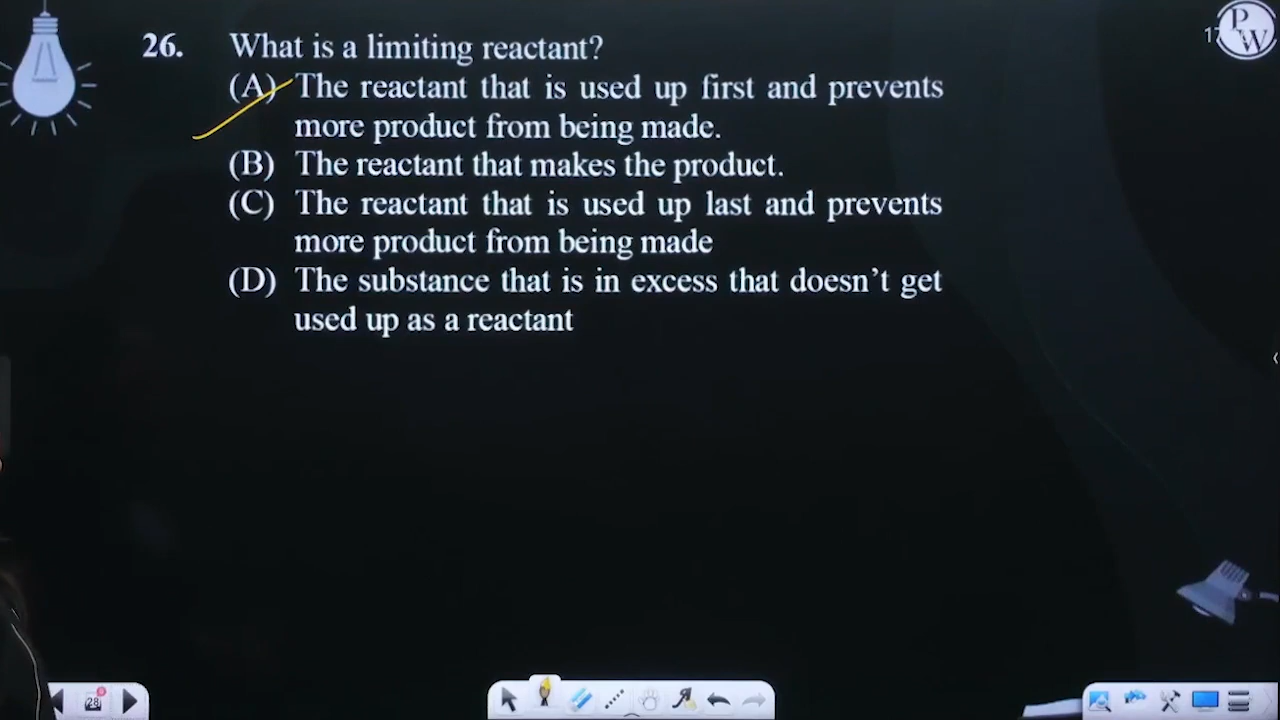 26. What is a limiting reactant?
(A) The reactant that is used up first and prevents
more product from being made.
(B) The reactant that makes the product.
(C) The reactant that is used up last and prevents
more product from being made
(D) The substance that is in excess that doesn't get
used up as a reactant
PW
28